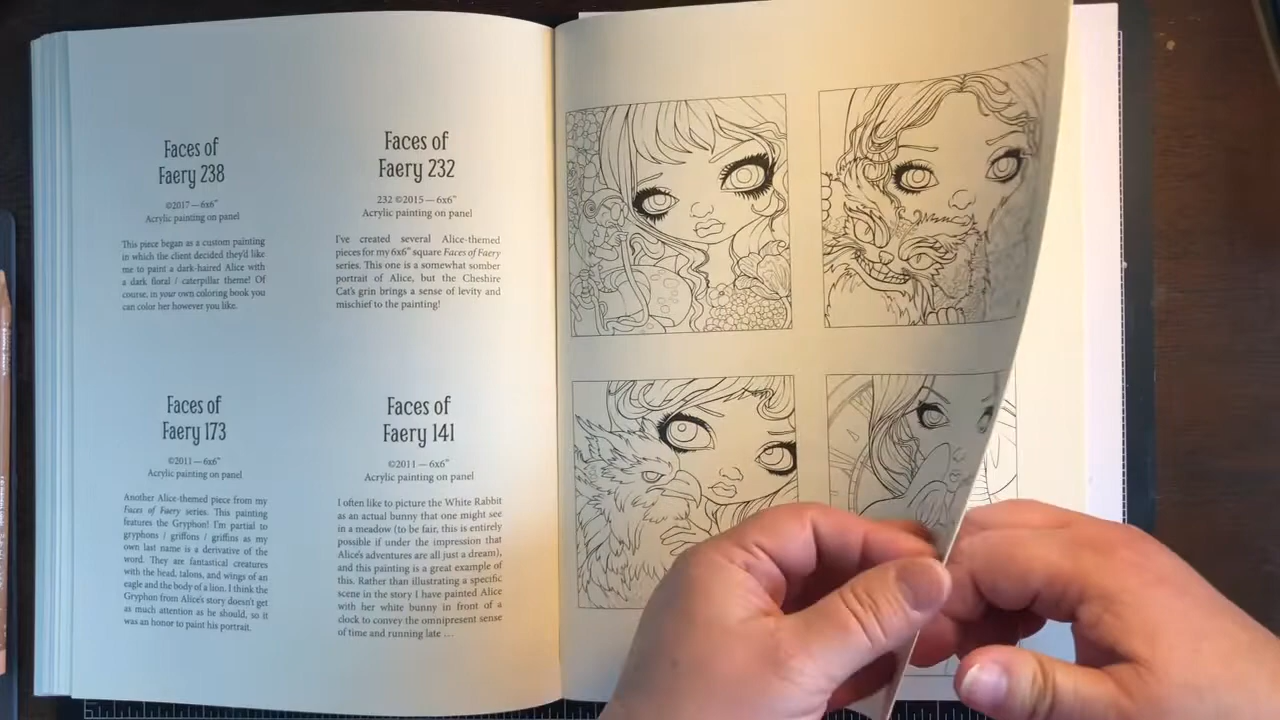 Faces of
Faery 238
©2017 — 6x6"
Acrylic painting on panel
This piece began as a custom painting
in which the client decided they'd like
me to paint a dark-haired Alice with
a dark floral / caterpillar theme! Of
course, in your own coloring book you
can color her however you like.
Faces of
Faery 232
232 ©2015 — 6x6"
Acrylic painting on panel
I've created several Alice-themed
pieces for my 6x6" square Faces of Faery
series. This one is a somewhat somber
portrait of Alice, but the Cheshire
Cat's grin brings a sense of levity and
mischief to the painting!
Faces of
Faery 173
©2011 — 6x6"
Acrylic painting on panel
Another Alice-themed piece from my
Faces of Faery series. This painting
features the Gryphon! I'm partial to
gryphons / griffons / griffins as my
own last name is a derivative of the
word. They are fantastical creatures
with the head, talons, and wings of an
eagle and the body of a lion. I think the
Gryphon from Alice's story doesn't get
as much attention as he should, so it
was an honor to paint his portrait.
Faces of
Faery 141
©2011 — 6x6"
Acrylic painting on panel
I often like to picture the White Rabbit
as an actual bunny that one might see
in a meadow (to be fair, this is entirely
possible if under the impression that
Alice's adventures are all just a dream),
and this painting is a great example of
this. Rather than illustrating a specific
scene in the story I have painted Alice
with her white bunny in front of a
clock to convey the omnipresent sense
of time and running late …